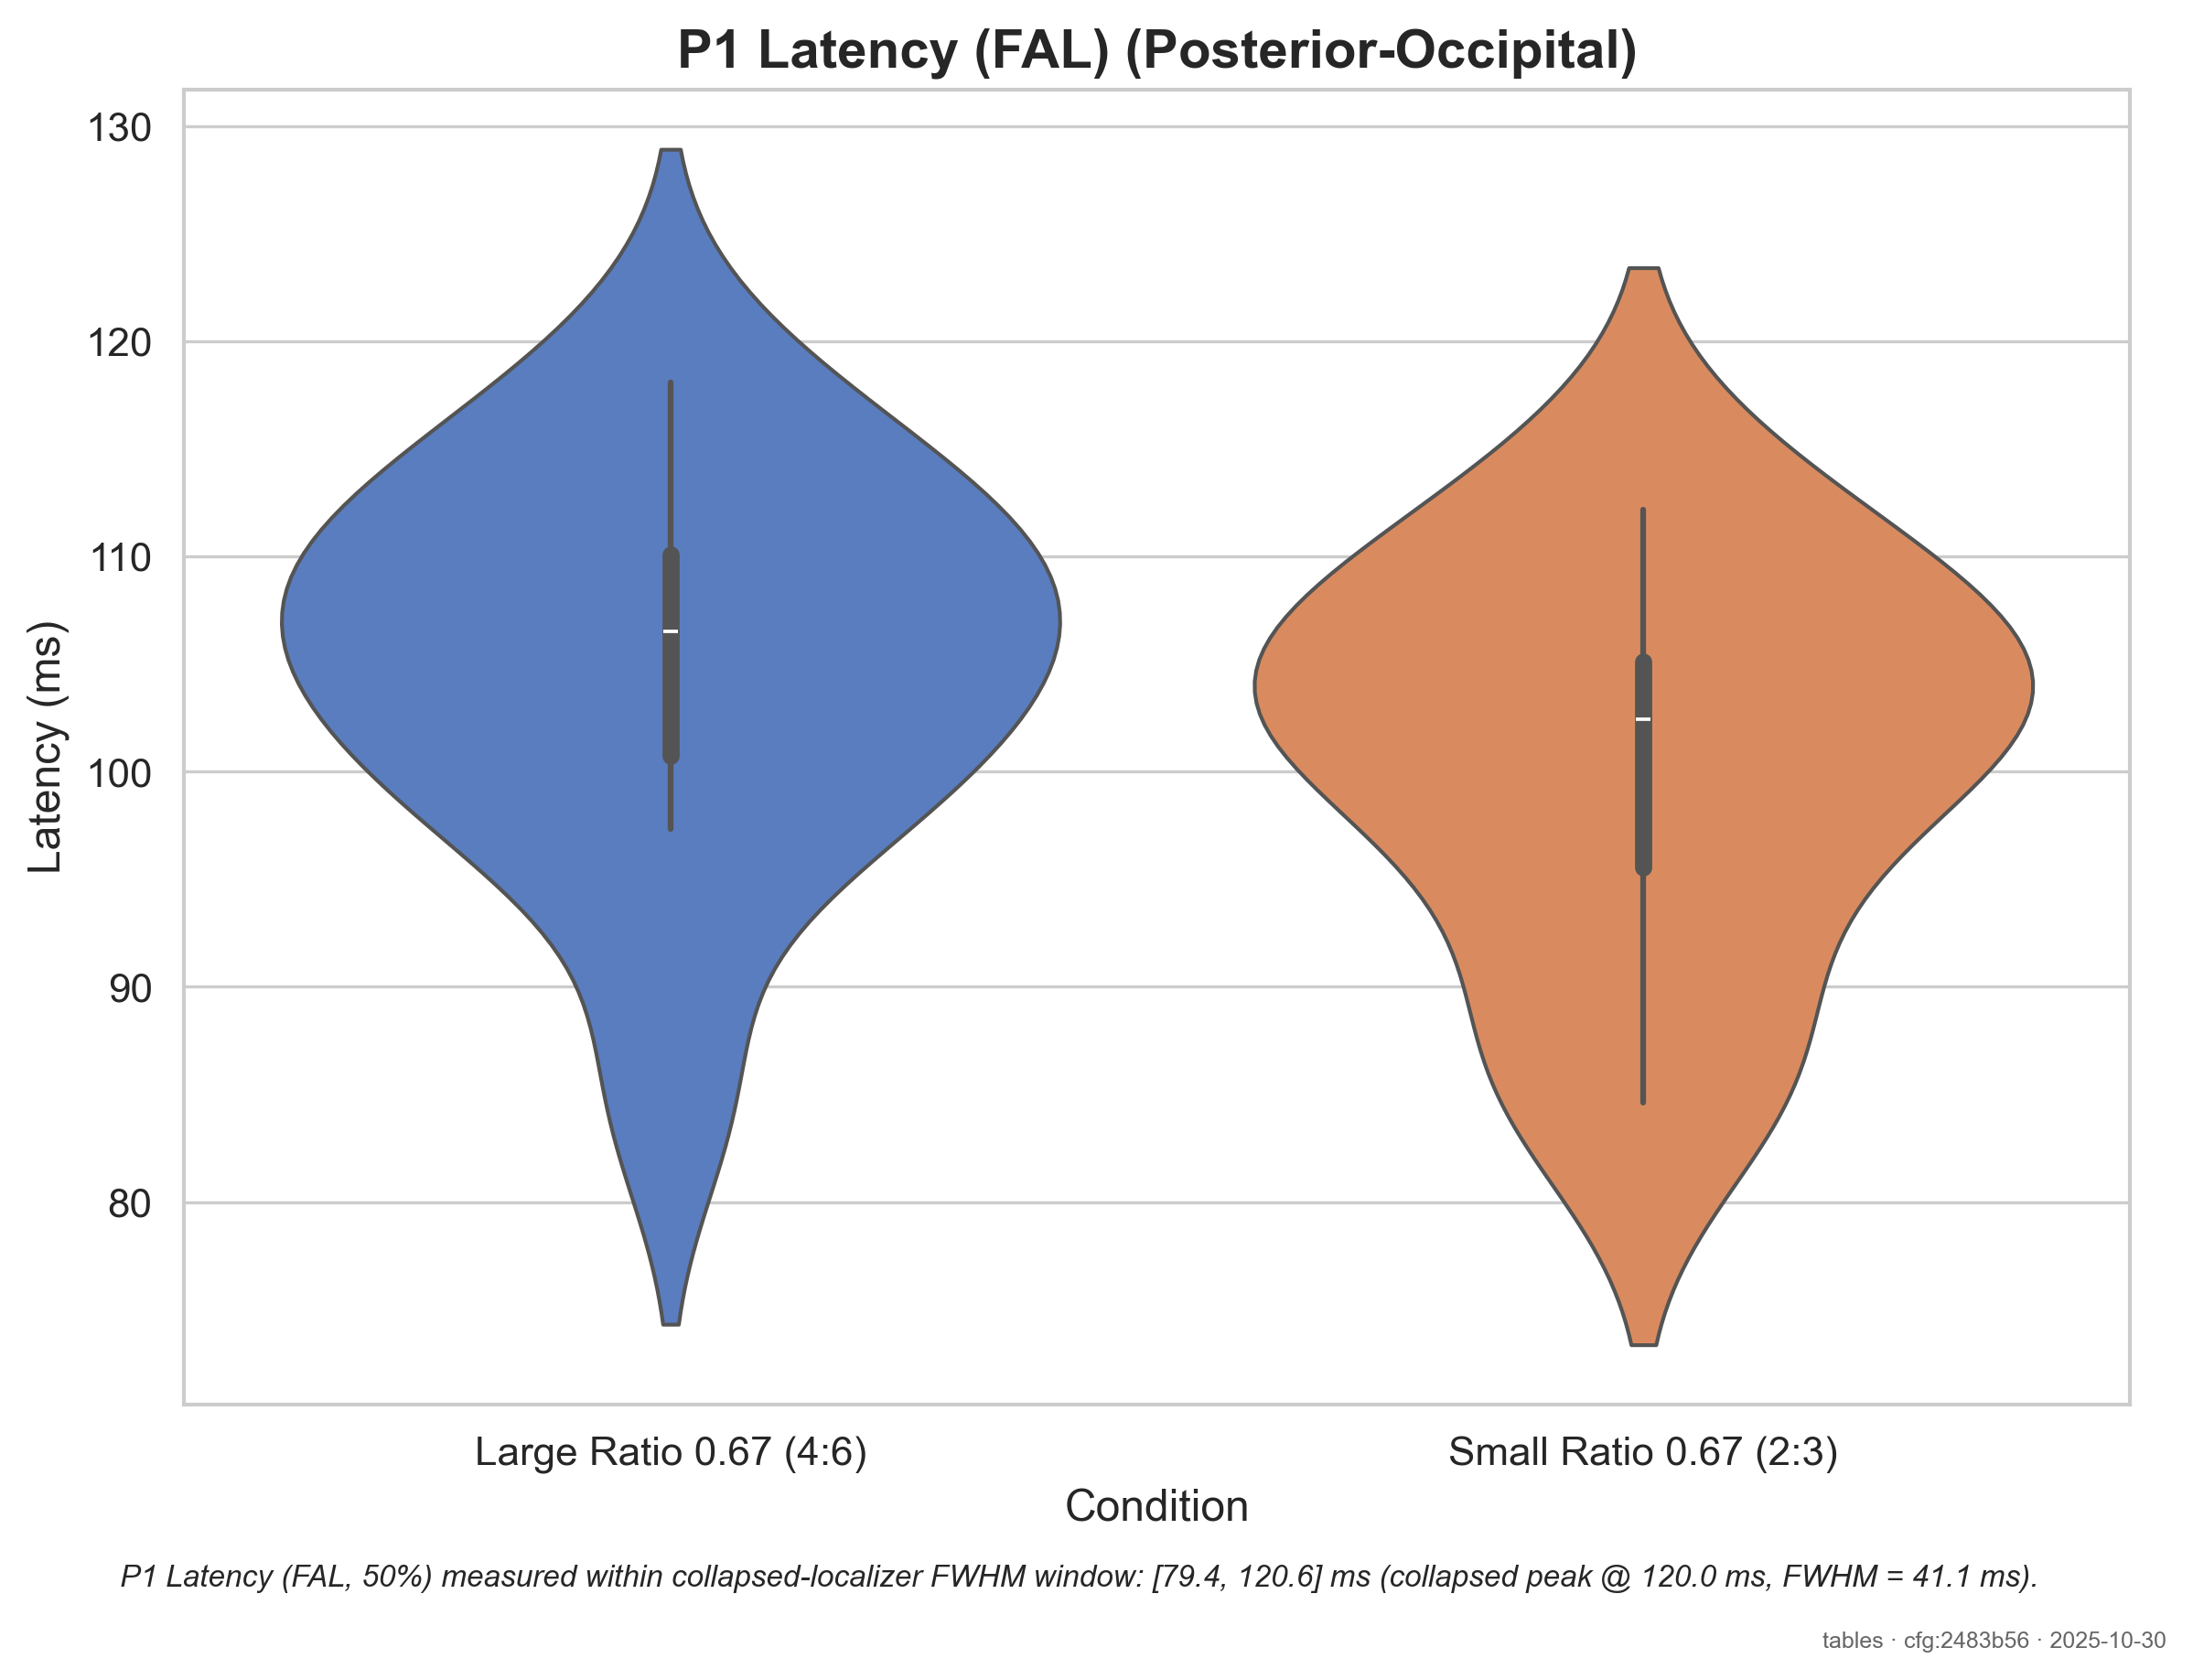 P1 Latency (FAL) (Posterior-Occipital)
130
120
110
100
90
80
Latency (ms)
Large Ratio 0.67 (4:6)
Small Ratio 0.67 (2:3)
Condition
P1 Latency (FAL, 50%) measured within collapsed-localizer FWHM window: [79.4, 120.6] ms (collapsed peak @ 120.0 ms, FWHM = 41.1 ms).
tables · cfg:2483b56 · 2025-10-30